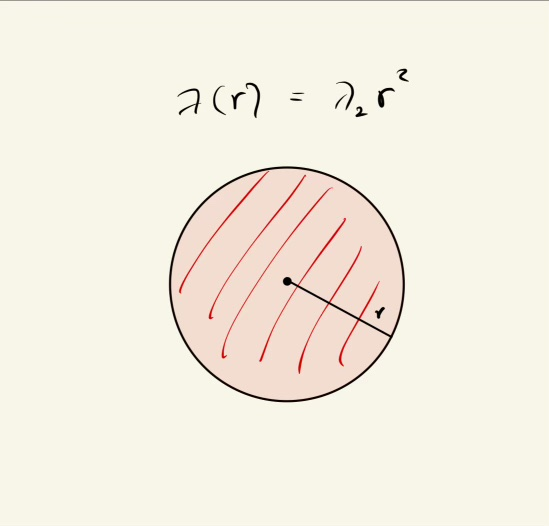 λ(r) = λ₂r²
r